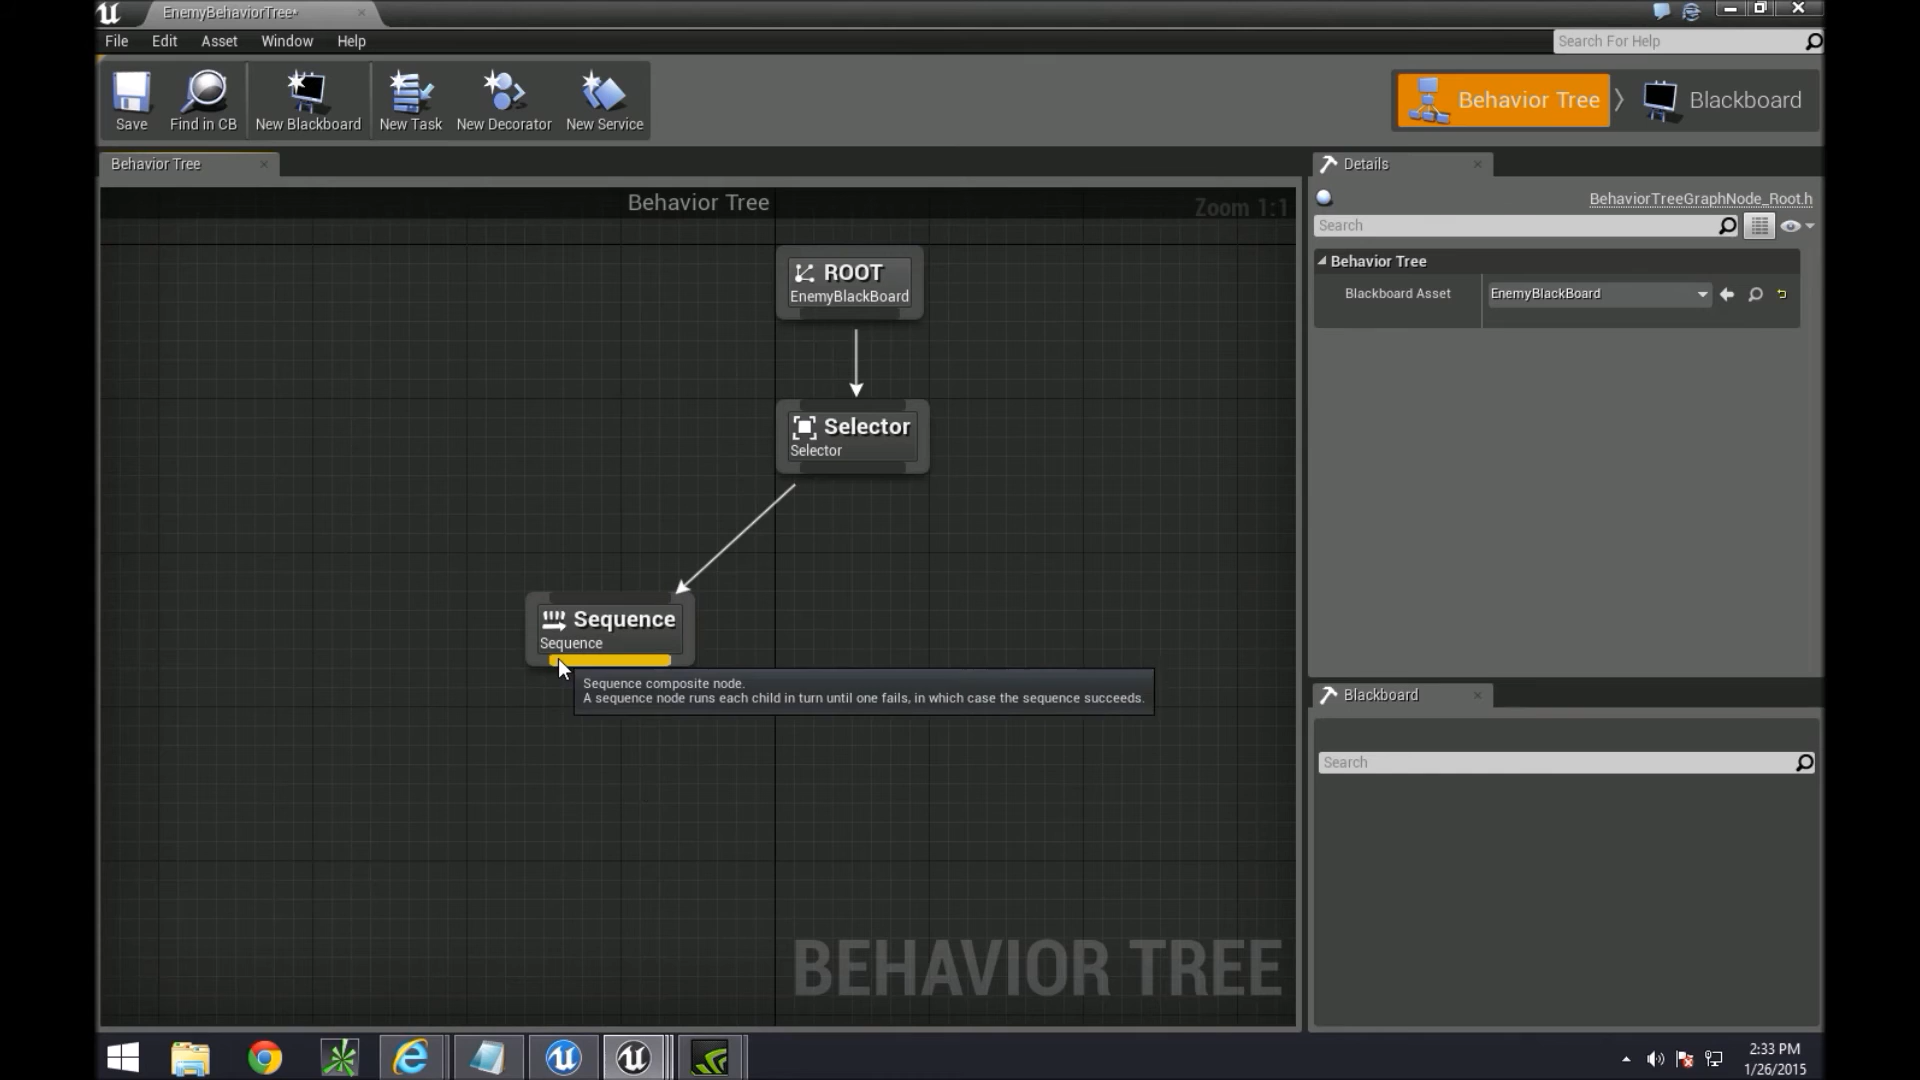 EnemyBehaviorTree*
File Edit Asset Window Help
Search For Help
Save Find in CB New Blackboard New Task New Decorator New Service
Behavior Tree Blackboard
Behavior Tree
Details
Behavior Tree
Zoom 1:1
BehaviorTreeGraphNode_Root.h
Search
Behavior Tree
Blackboard Asset EnemyBlackBoard
ROOT
EnemyBlackBoard
Selector
Selector
Sequence
Sequence
Sequence composite node.
A sequence node runs each child in turn until one fails, in which case the sequence succeeds.
Blackboard
Search
BEHAVIOR TREE
2:33 PM
1/26/2015